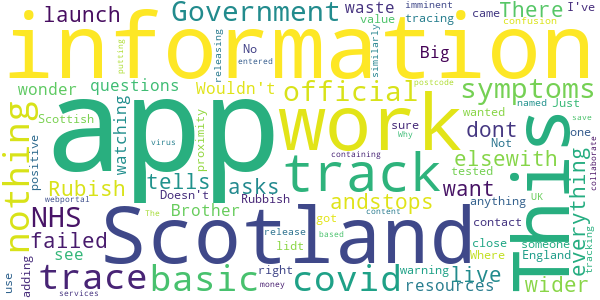 launch Government waste imminent There I've
value tracing came confusion
information
No entered releasing similarly Big putting
wonder questions Wouldn't official symptoms
Scottish watching app work Just postcode save
nothing positive virus proximity sure dont wanted Not named one
This everything collaborate
track tested Why UK
Rubish tells asks elsewith
webportal Doesn't Rubbish containing want anything
NHS Brother andstops
Scotland
failed The release content got contact England
see lidt based close someone tracking
trace basic covid live Where
use adding right warning resources wider
services money